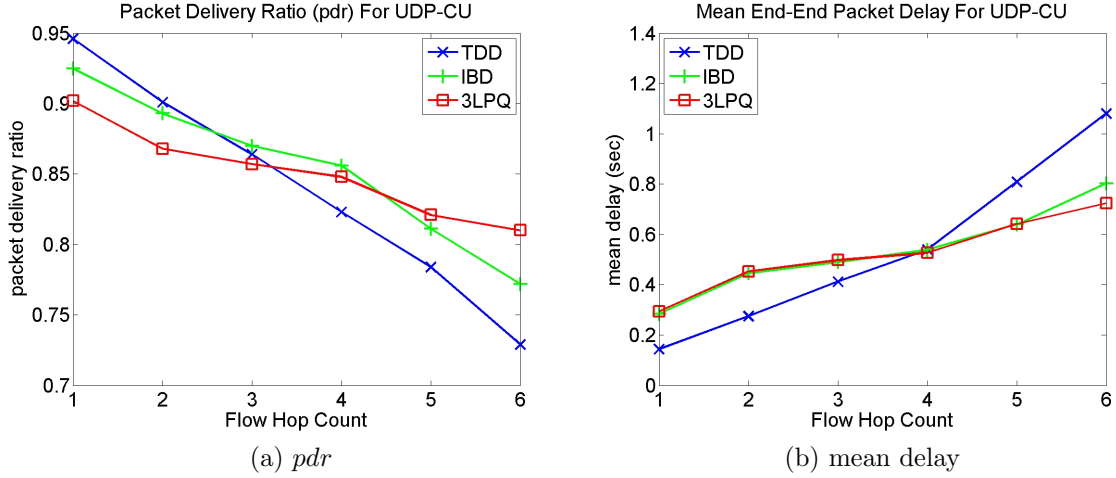 Packet Delivery Ratio (pdr) For UDP-CU
0.95
0.9
0.85
0.8
0.75
0.7
packet delivery ratio
TDD
IBD
3LPQ
1 2 3 4 5 6
Flow Hop Count
(a) pdr
Mean End-End Packet Delay For UDP-CU
1.4
1.2
1
0.8
0.6
0.4
0.2
0
mean delay (sec)
TDD
IBD
3LPQ
1 2 3 4 5 6
Flow Hop Count
(b) mean delay